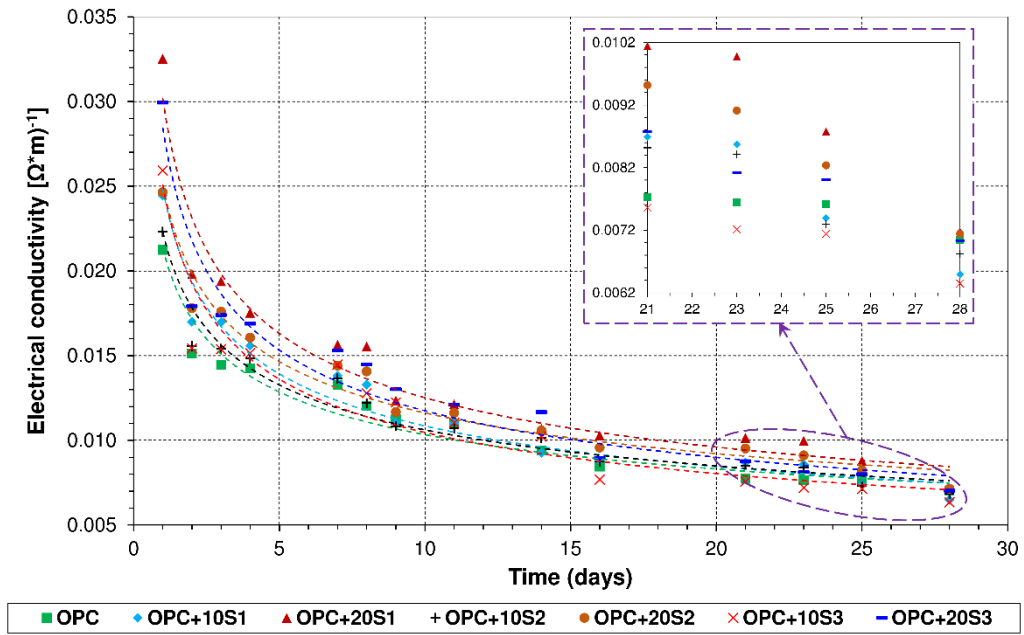 Electrical conductivity [Ω*m)⁻¹
0.035
0.030
0.025
0.020
0.015
0.010
0.005
0 5 10 15 20 25 30
Time (days)
0.0102
0.0092
0.0082
0.0072
0.0062
21 22 23 24 25 26 27 28
OPC OPC+10S1 OPC+20S1 OPC+10S2 OPC+20S2 OPC+10S3 OPC+20S3